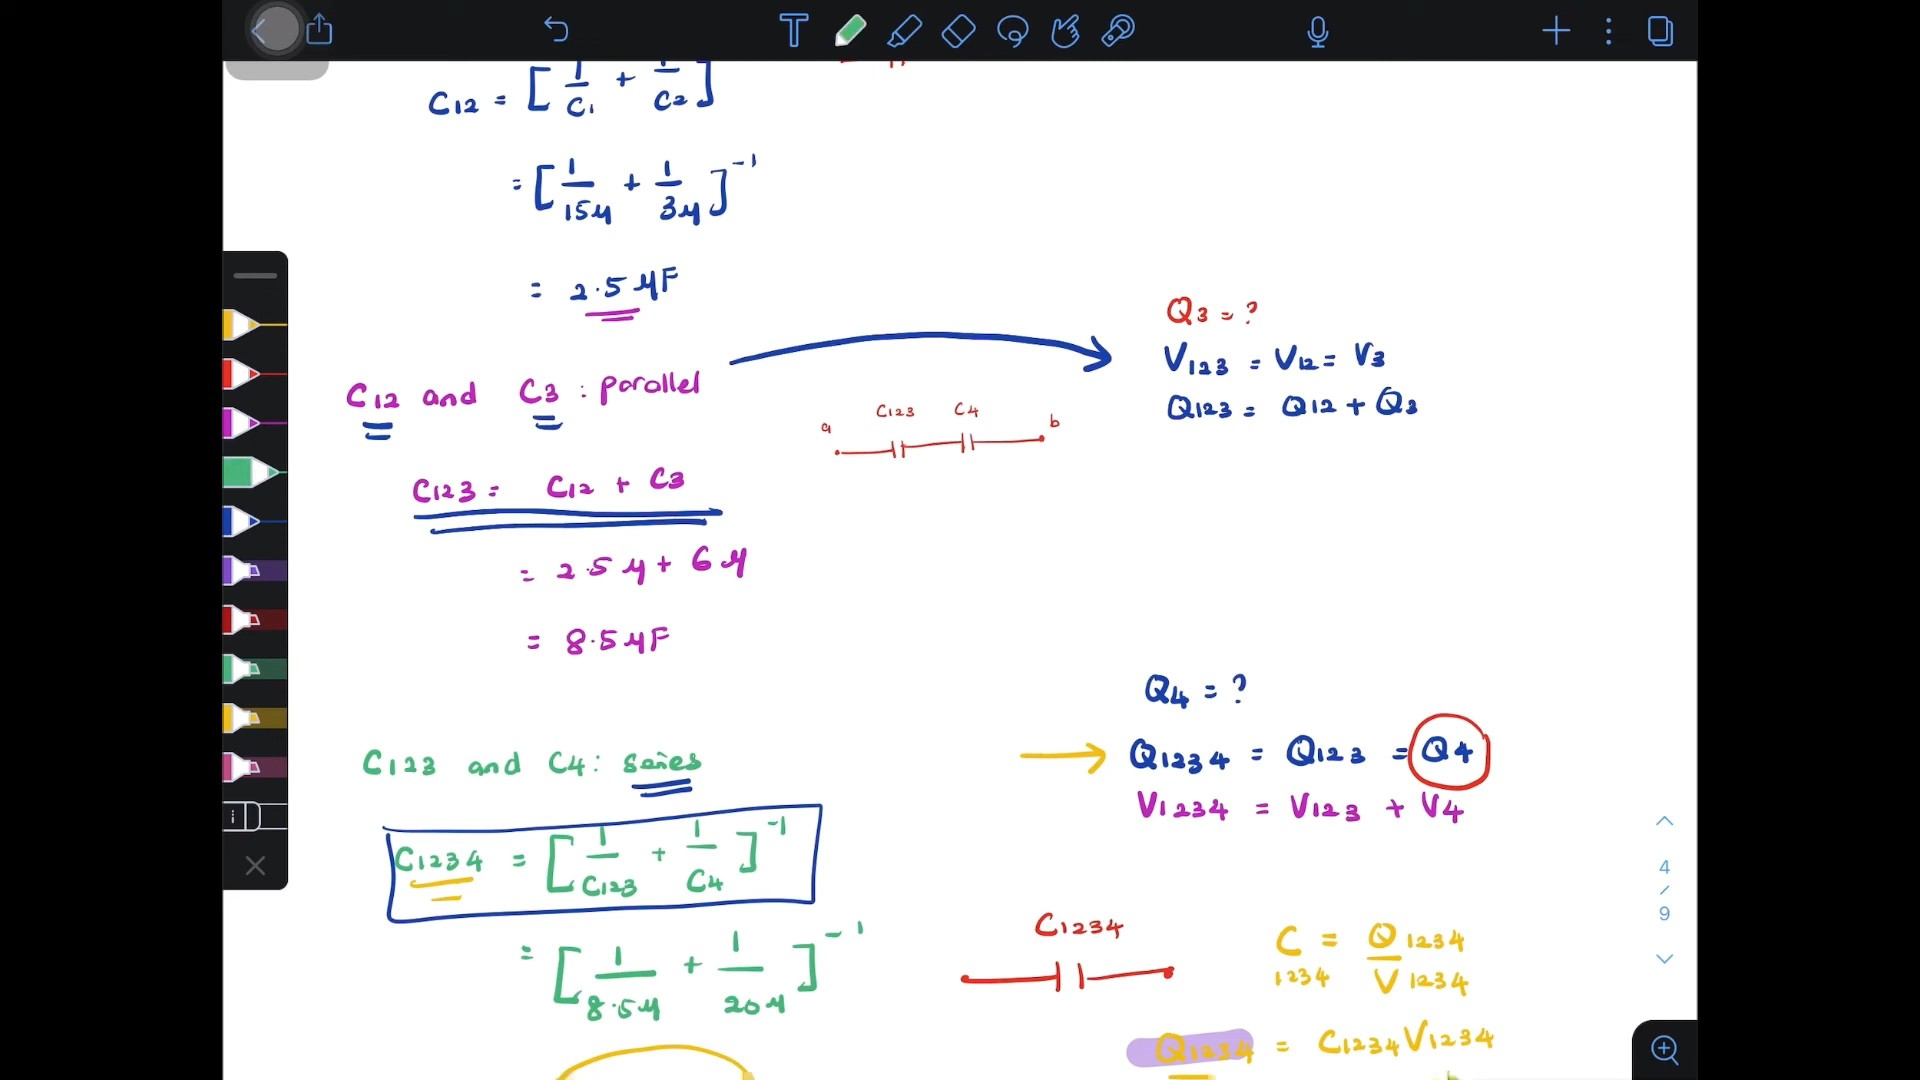 C12 = [ 1/C1 + 1/C2 ]
= [ 1/15μ + 1/3μ ]⁻¹
= 2.5 μF
C12 and C3 : parallel
C123 = C12 + C3
= 2.5 μ + 6 μ
= 8.5 μF
a C123 C4 b
Q3 = ?
V123 = V12 = V3
Q123 = Q12 + Q3
C123 and C4 : series
C1234 = [ 1/C123 + 1/C4 ]⁻¹
= [ 1/8.5μ + 1/20μ ]⁻¹
Q4 = ?
Q1234 = Q123 = Q4
V1234 = V123 + V4
C1234
C1234 = Q1234/V1234
Q1234 = C1234 V1234
4
/
9